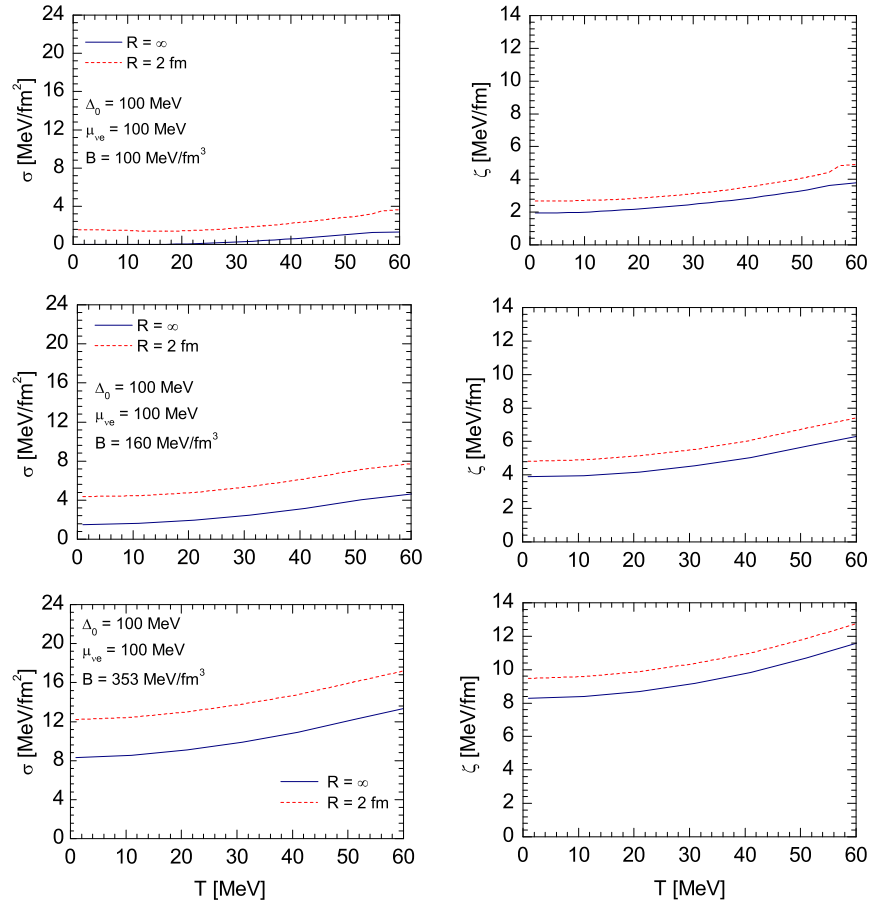 24
20
16
12
8
4
0
σ [MeV/fm²]
R = ∞
R = 2 fm
Δ₀ = 100 MeV
μᵥₑ = 100 MeV
B = 100 MeV/fm³
0 10 20 30 40 50 60
14
12
10
8
6
4
2
0
ζ [MeV/fm]
0 10 20 30 40 50 60
24
20
16
12
8
4
0
σ [MeV/fm²]
R = ∞
R = 2 fm
Δ₀ = 100 MeV
μᵥₑ = 100 MeV
B = 160 MeV/fm³
0 10 20 30 40 50 60
14
12
10
8
6
4
2
0
ζ [MeV/fm]
0 10 20 30 40 50 60
24
20
16
12
8
4
0
σ [MeV/fm²]
Δ₀ = 100 MeV
μᵥₑ = 100 MeV
B = 353 MeV/fm³
R = ∞
R = 2 fm
0 10 20 30 40 50 60
T [MeV]
14
12
10
8
6
4
2
0
ζ [MeV/fm]
0 10 20 30 40 50 60
T [MeV]